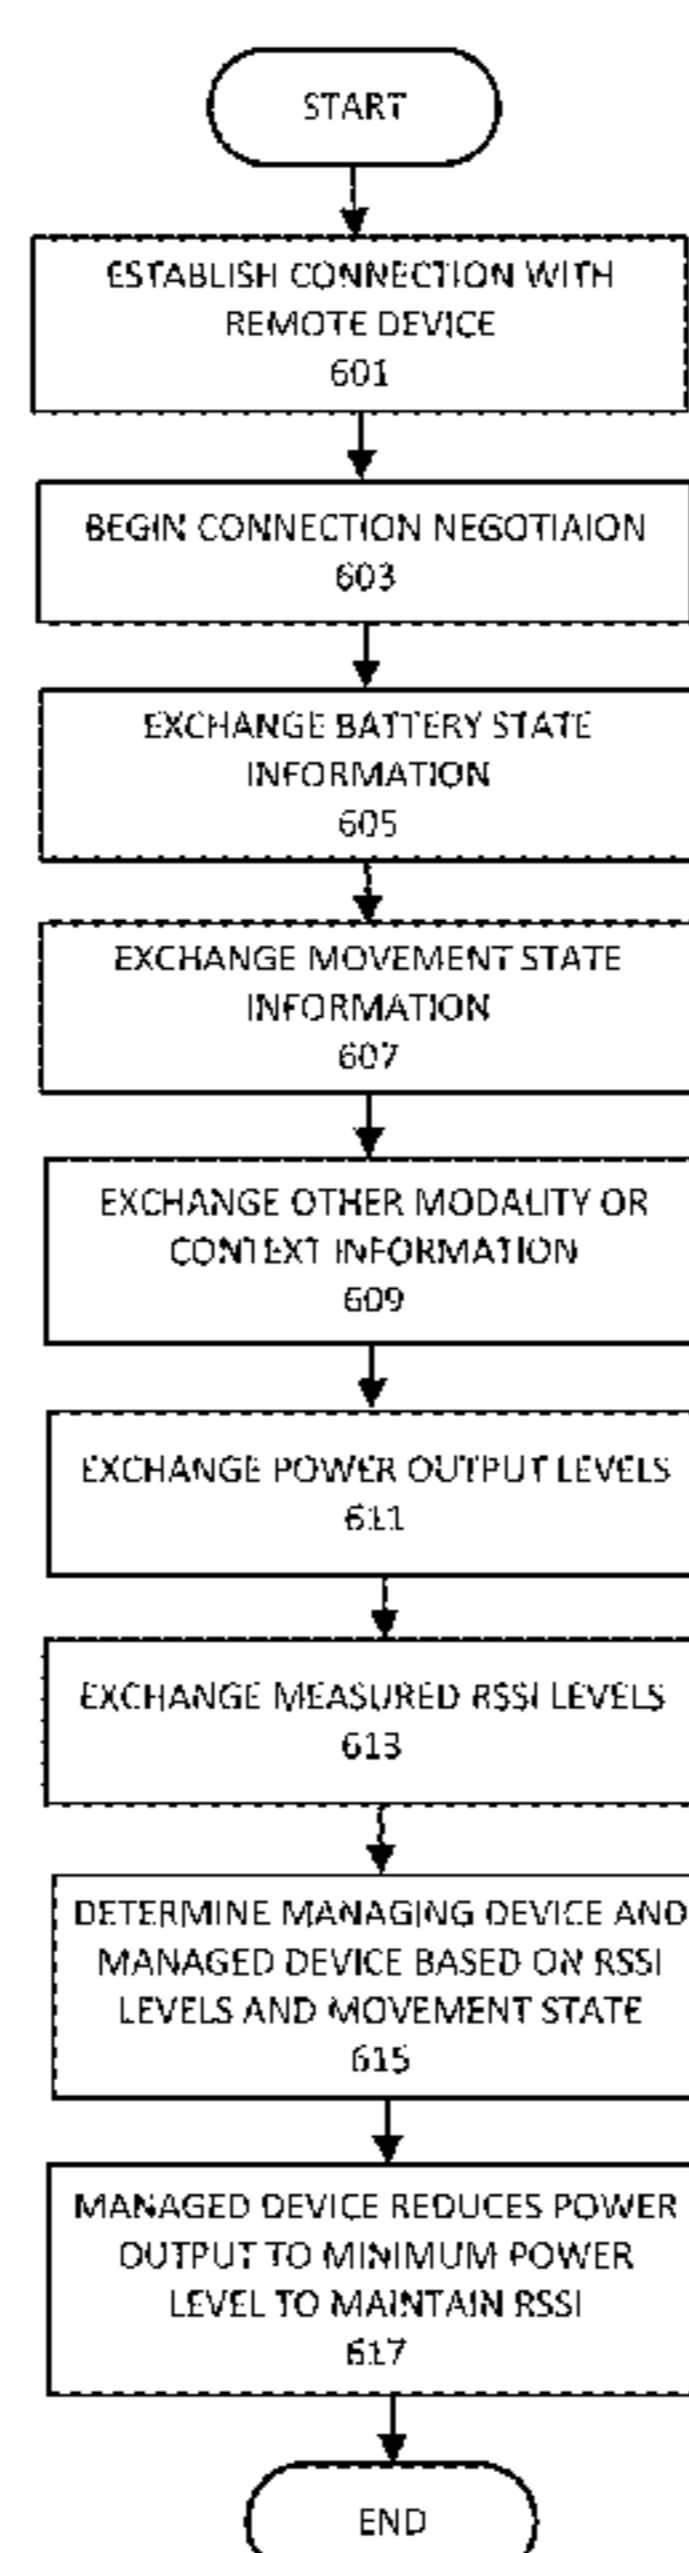 START
ESTABLISH CONNECTION WITH
REMOTE DEVICE
601
BEGIN CONNECTION NEGOTIAION
603
EXCHANGE BATTERY STATE
INFORMATION
605
EXCHANGE MOVEMENT STATE
INFORMATION
607
EXCHANGE OTHER MODALITY OR
CONTEXT INFORMATION
609
EXCHANGE POWER OUTPUT LEVELS
611
EXCHANGE MEASURED RSSI LEVELS
613
DETERMINE MANAGING DEVICE AND
MANAGED DEVICE BASED ON RSSI
LEVELS AND MOVEMENT STATE
615
MANAGED DEVICE REDUCES POWER
OUTPUT TO MINIMUM POWER
LEVEL TO MAINTAIN RSSI
617
END